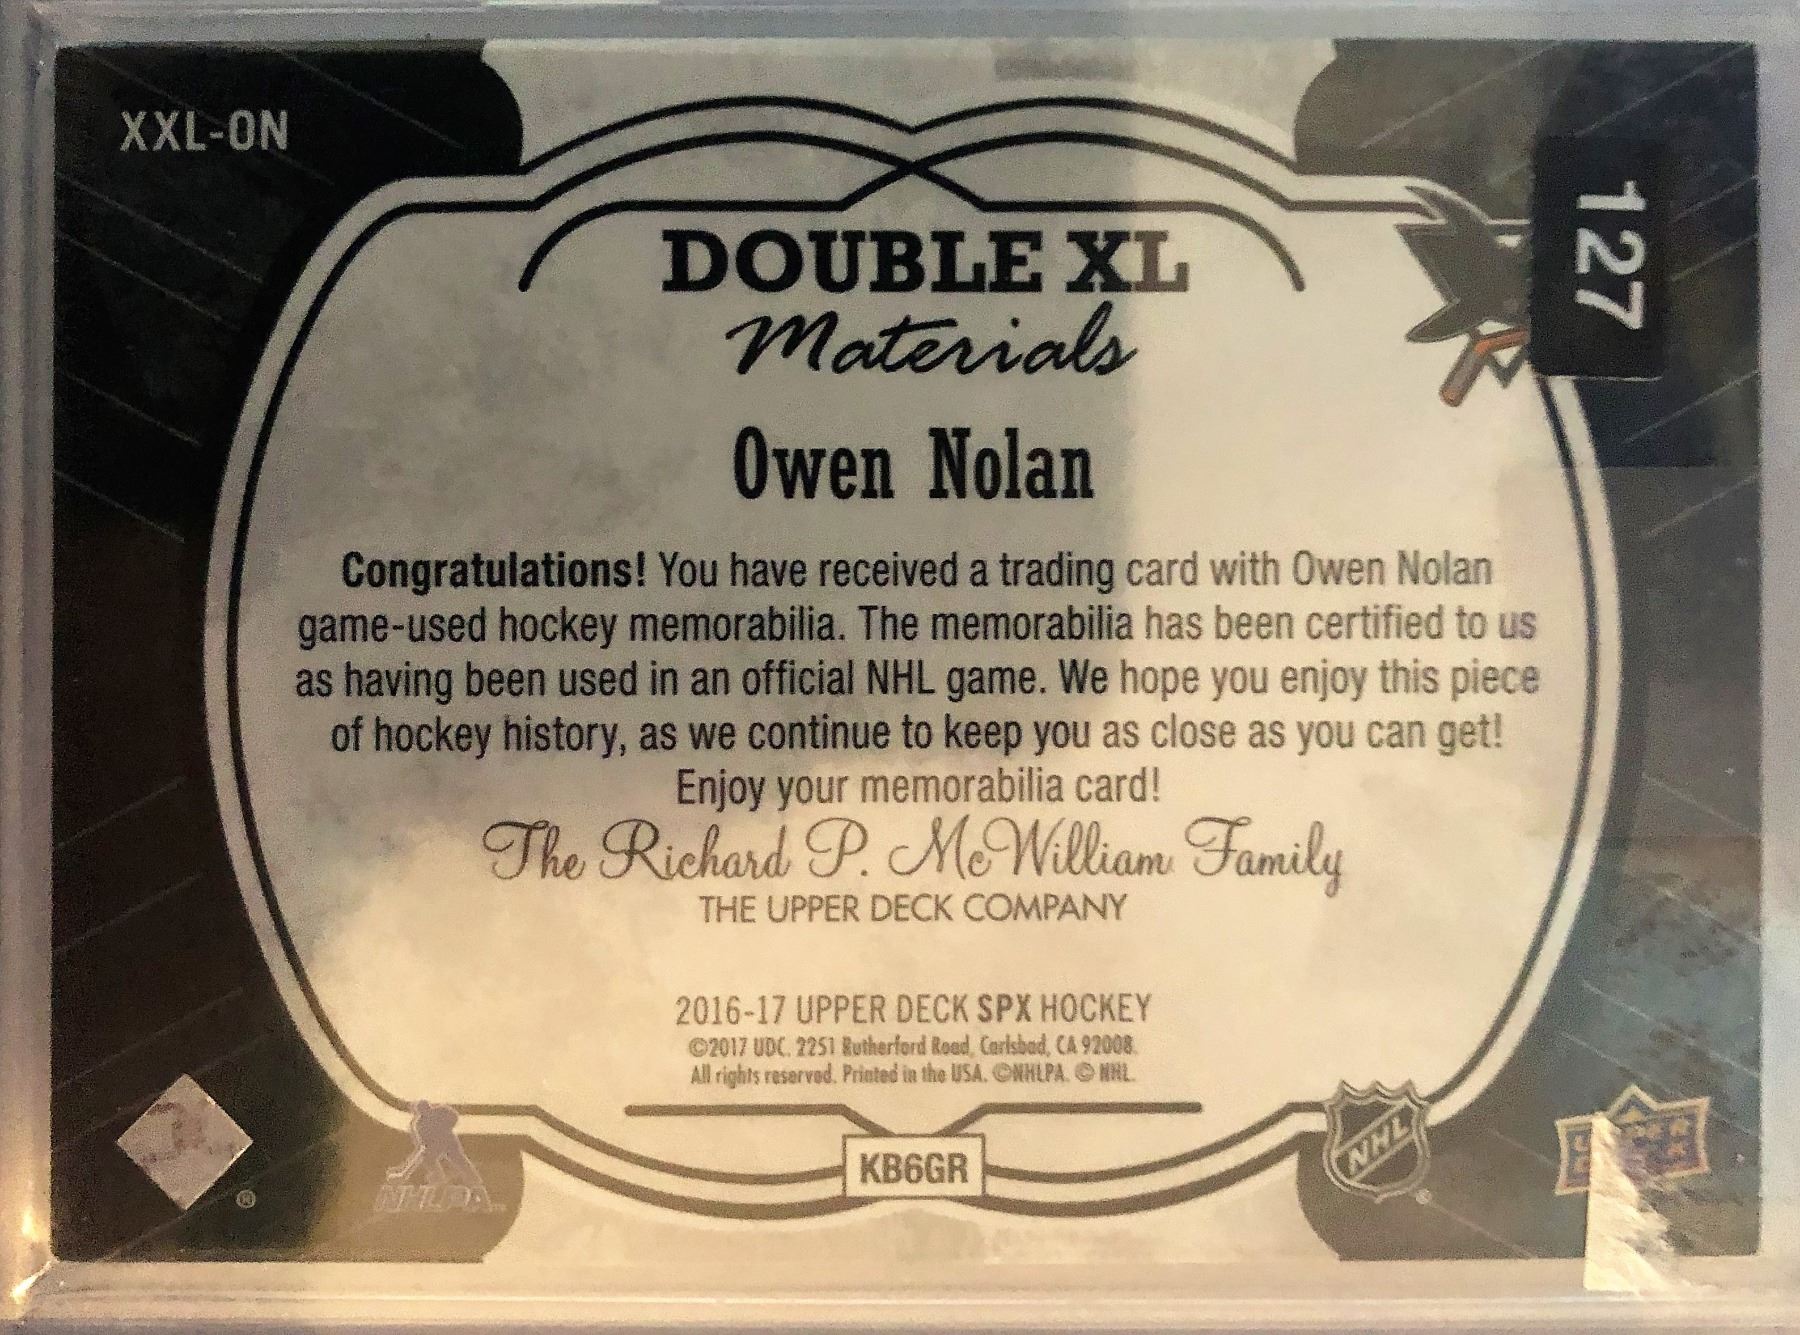 XXL-ON
127
DOUBLE XL
Materials
Owen Nolan
Congratulations! You have received a trading card with Owen Nolan
game-used hockey memorabilia. The memorabilia has been certified to us
as having been used in an official NHL game. We hope you enjoy this piece
of hockey history, as we continue to keep you as close as you can get!
Enjoy your memorabilia card!
The Richard P. McWilliam Family
THE UPPER DECK COMPANY
2016-17 UPPER DECK SPX HOCKEY
©2017 UDC. 2251 Rutherford Road, Carlsbad, CA 92008.
All rights reserved. Printed in the USA. ©NHLPA. © NHL.
®
NHLPA
KB6GR
NHL
®